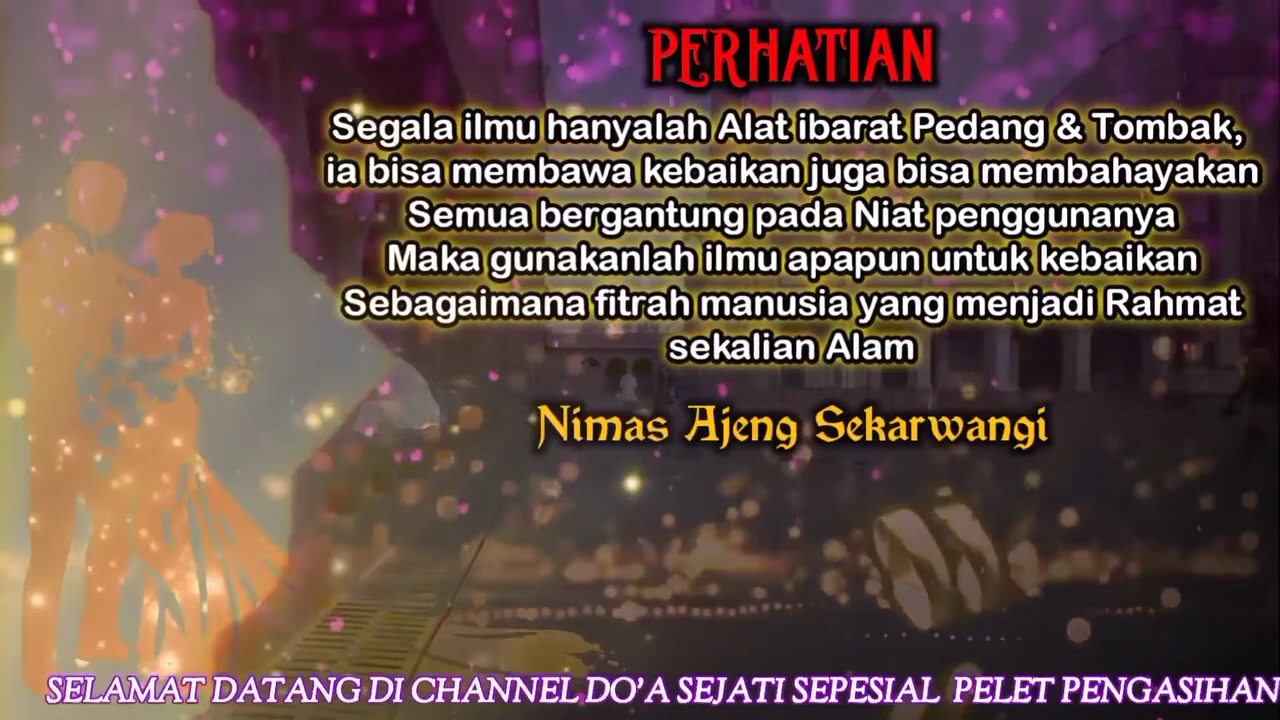 PERHATIAN
Segala ilmu hanyalah Alat ibarat Pedang & Tombak,
ia bisa membawa kebaikan juga bisa membahayakan
Semua bergantung pada Niat penggunanya
Maka gunakanlah ilmu apapun untuk kebaikan
Sebagaimana fitrah manusia yang menjadi Rahmat
sekalian Alam
Nimas Ajeng Sekarwangi
SELAMAT DATANG DI CHANNEL DO'A SEJATI SEPESIAL PELET PENGASIHAN